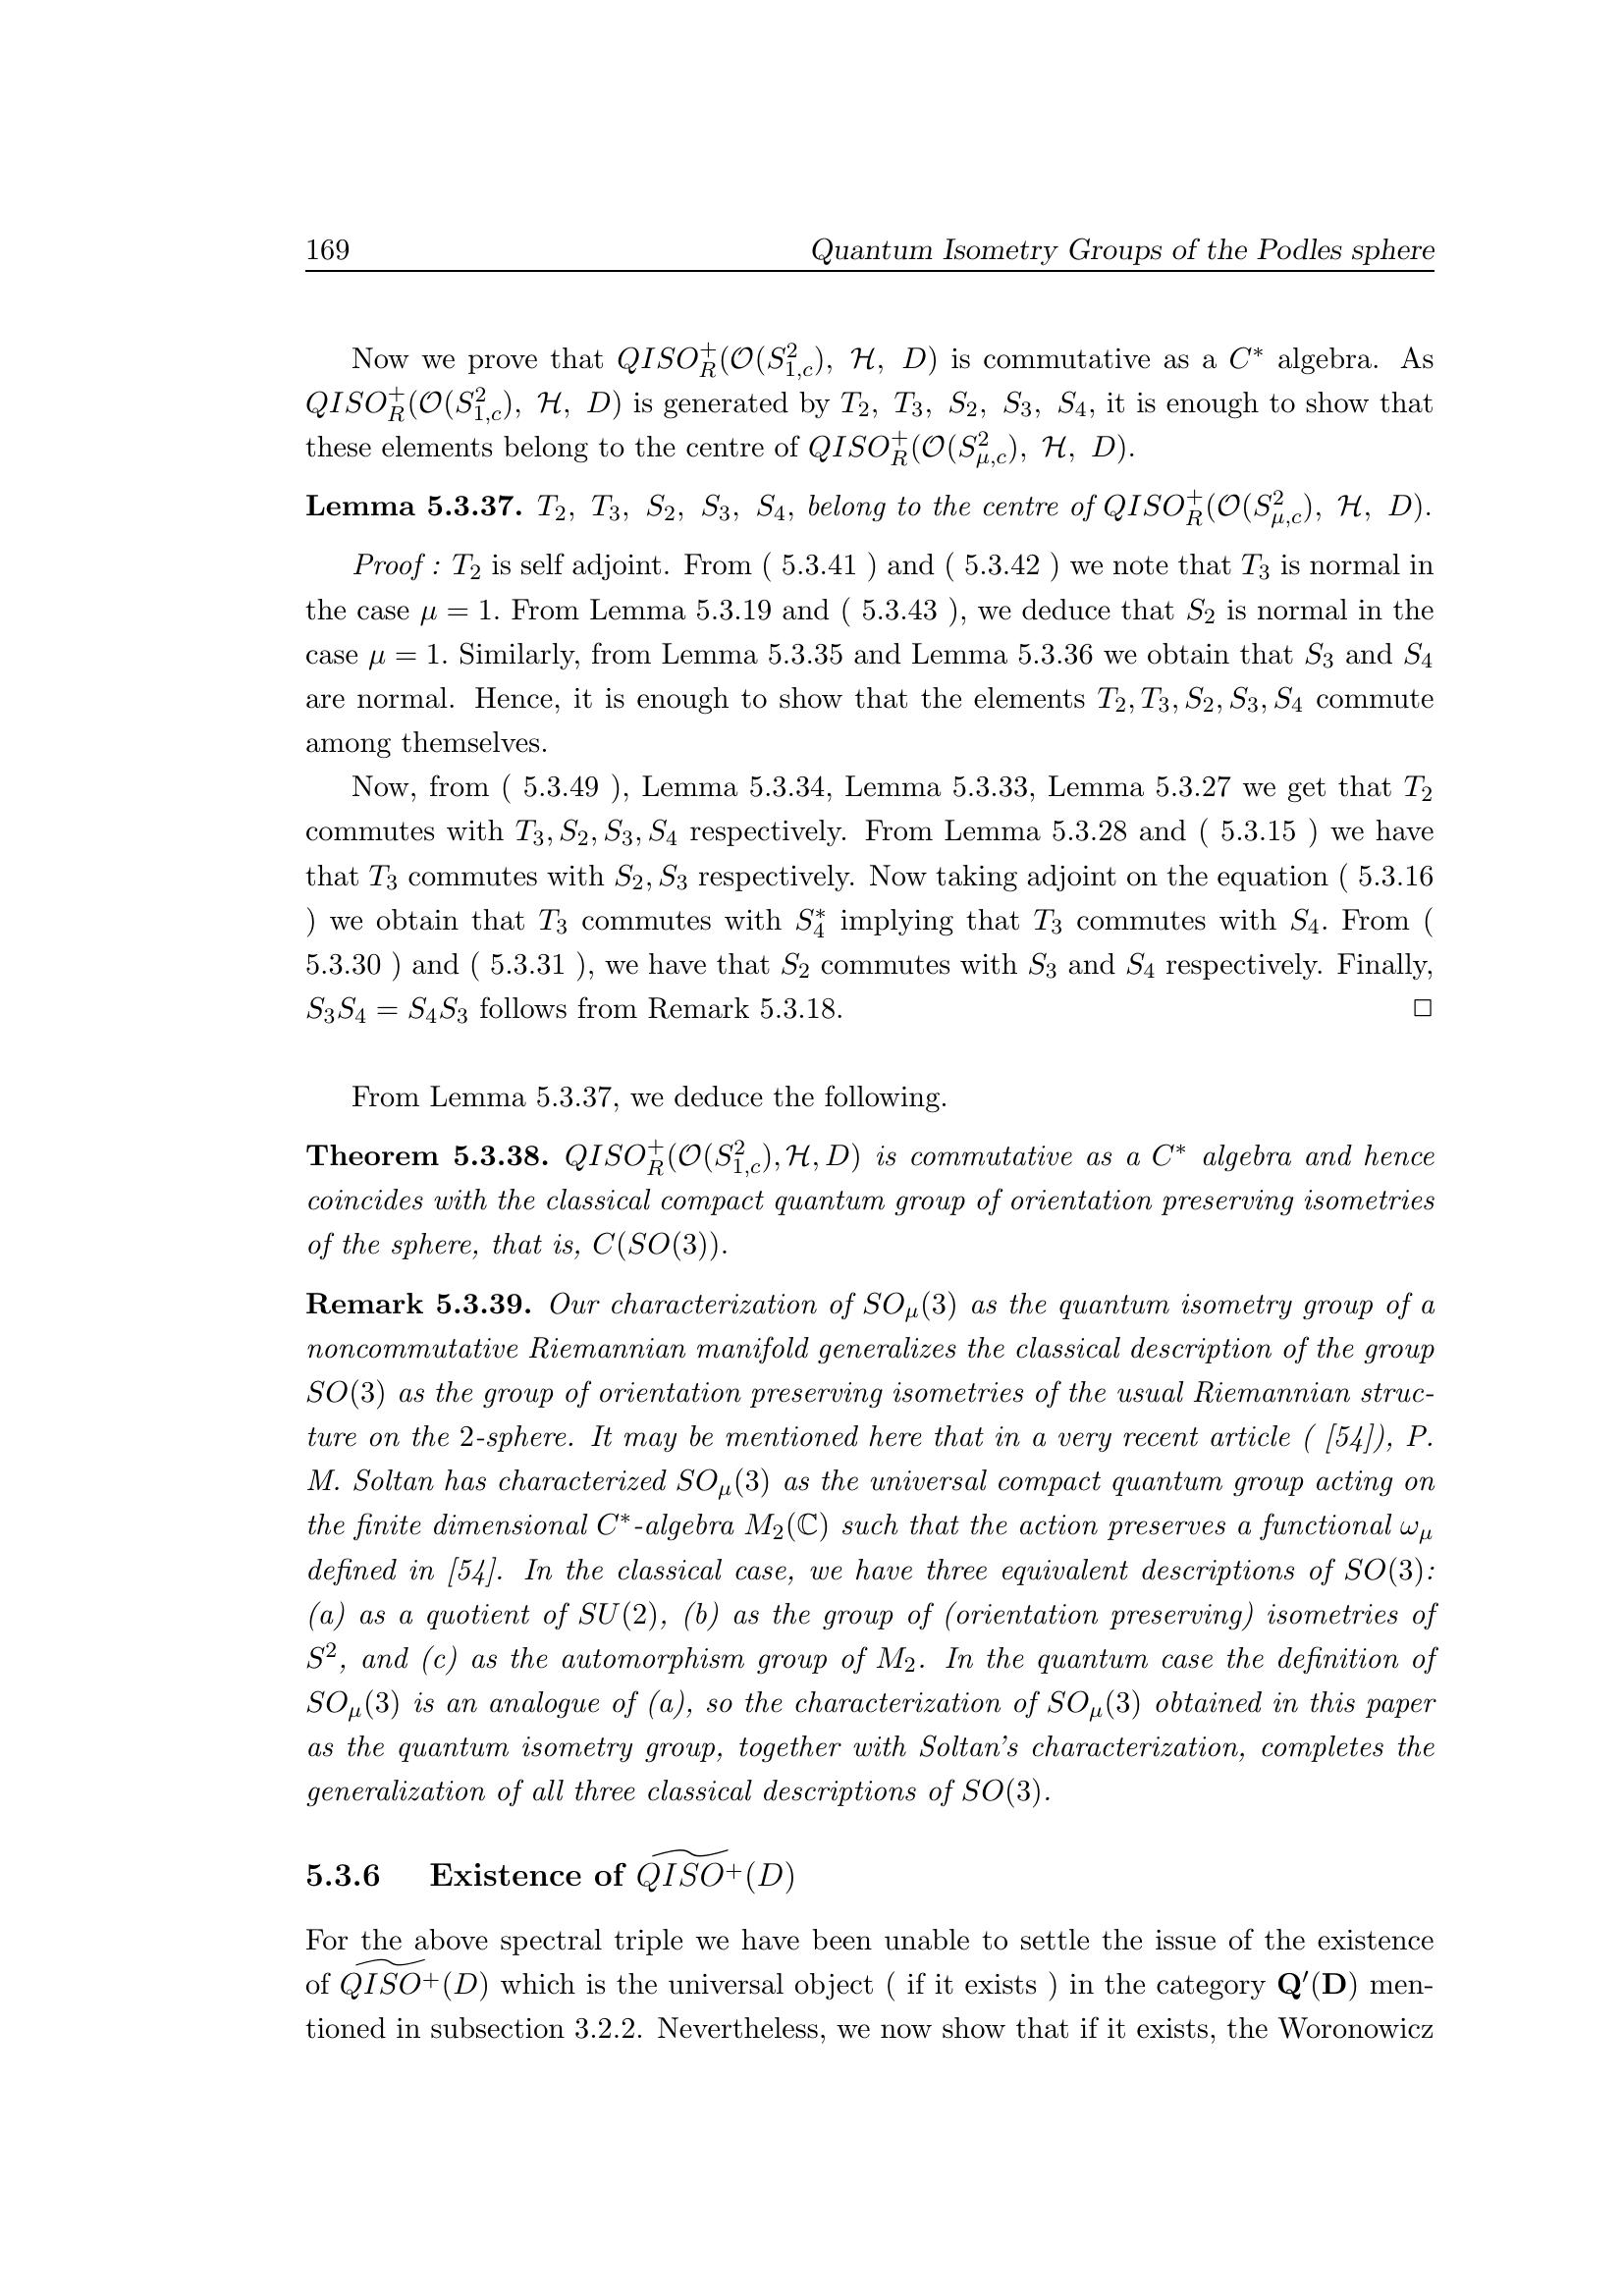 169 Quantum Isometry Groups of the Podles sphere
Now we prove that $QISO_R^+(\mathcal{O}(S^2_{1,c}),\ \mathcal{H},\ D)$ is commutative as a $C^*$ algebra. As
$QISO_R^+(\mathcal{O}(S^2_{1,c}),\ \mathcal{H},\ D)$ is generated by $T_2,\ T_3,\ S_2,\ S_3,\ S_4$, it is enough to show that
these elements belong to the centre of $QISO_R^+(\mathcal{O}(S^2_{\mu,c}),\ \mathcal{H},\ D)$.
Lemma 5.3.37. $T_2,\ T_3,\ S_2,\ S_3,\ S_4$, belong to the centre of $QISO_R^+(\mathcal{O}(S^2_{\mu,c}),\ \mathcal{H},\ D)$.
Proof : $T_2$ is self adjoint. From ( 5.3.41 ) and ( 5.3.42 ) we note that $T_3$ is normal in
the case $\mu = 1$. From Lemma 5.3.19 and ( 5.3.43 ), we deduce that $S_2$ is normal in the
case $\mu = 1$. Similarly, from Lemma 5.3.35 and Lemma 5.3.36 we obtain that $S_3$ and $S_4$
are normal. Hence, it is enough to show that the elements $T_2, T_3, S_2, S_3, S_4$ commute
among themselves.
Now, from ( 5.3.49 ), Lemma 5.3.34, Lemma 5.3.33, Lemma 5.3.27 we get that $T_2$
commutes with $T_3, S_2, S_3, S_4$ respectively. From Lemma 5.3.28 and ( 5.3.15 ) we have
that $T_3$ commutes with $S_2, S_3$ respectively. Now taking adjoint on the equation ( 5.3.16
) we obtain that $T_3$ commutes with $S_4^*$ implying that $T_3$ commutes with $S_4$. From (
5.3.30 ) and ( 5.3.31 ), we have that $S_2$ commutes with $S_3$ and $S_4$ respectively. Finally,
$S_3S_4 = S_4S_3$ follows from Remark 5.3.18. □
From Lemma 5.3.37, we deduce the following.
Theorem 5.3.38. $QISO_R^+(\mathcal{O}(S^2_{1,c}), \mathcal{H}, D)$ is commutative as a $C^*$ algebra and hence
coincides with the classical compact quantum group of orientation preserving isometries
of the sphere, that is, $C(SO(3))$.
Remark 5.3.39. Our characterization of $SO_\mu(3)$ as the quantum isometry group of a
noncommutative Riemannian manifold generalizes the classical description of the group
$SO(3)$ as the group of orientation preserving isometries of the usual Riemannian struc-
ture on the 2-sphere. It may be mentioned here that in a very recent article ( [54]), P.
M. Soltan has characterized $SO_\mu(3)$ as the universal compact quantum group acting on
the finite dimensional $C^*$-algebra $M_2(\mathbb{C})$ such that the action preserves a functional $\omega_\mu$
defined in [54]. In the classical case, we have three equivalent descriptions of $SO(3)$:
(a) as a quotient of $SU(2)$, (b) as the group of (orientation preserving) isometries of
$S^2$, and (c) as the automorphism group of $M_2$. In the quantum case the definition of
$SO_\mu(3)$ is an analogue of (a), so the characterization of $SO_\mu(3)$ obtained in this paper
as the quantum isometry group, together with Soltan's characterization, completes the
generalization of all three classical descriptions of $SO(3)$.
5.3.6 Existence of $\widetilde{QISO^+}(D)$
For the above spectral triple we have been unable to settle the issue of the existence
of $\widetilde{QISO^+}(D)$ which is the universal object ( if it exists ) in the category $\mathbf{Q}'(\mathbf{D})$ men-
tioned in subsection 3.2.2. Nevertheless, we now show that if it exists, the Woronowicz